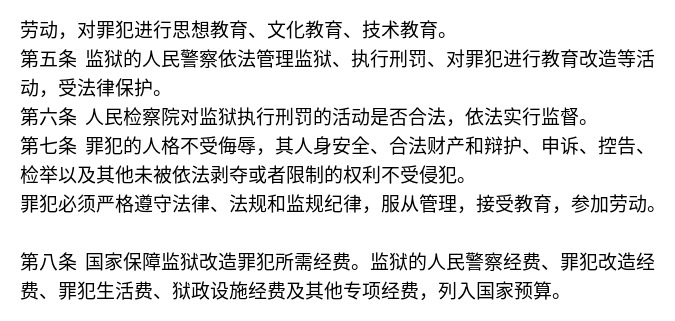 劳动，对罪犯进行思想教育、文化教育、技术教育。
第五条 监狱的人民警察依法管理监狱、执行刑罚、对罪犯进行教育改造等活
动，受法律保护。
第六条 人民检察院对监狱执行刑罚的活动是否合法，依法实行监督。
第七条 罪犯的人格不受侮辱，其人身安全、合法财产和辩护、申诉、控告、
检举以及其他未被依法剥夺或者限制的权利不受侵犯。
罪犯必须严格遵守法律、法规和监规纪律，服从管理，接受教育，参加劳动。
第八条 国家保障监狱改造罪犯所需经费。监狱的人民警察经费、罪犯改造经
费、罪犯生活费、狱政设施经费及其他专项经费，列入国家预算。